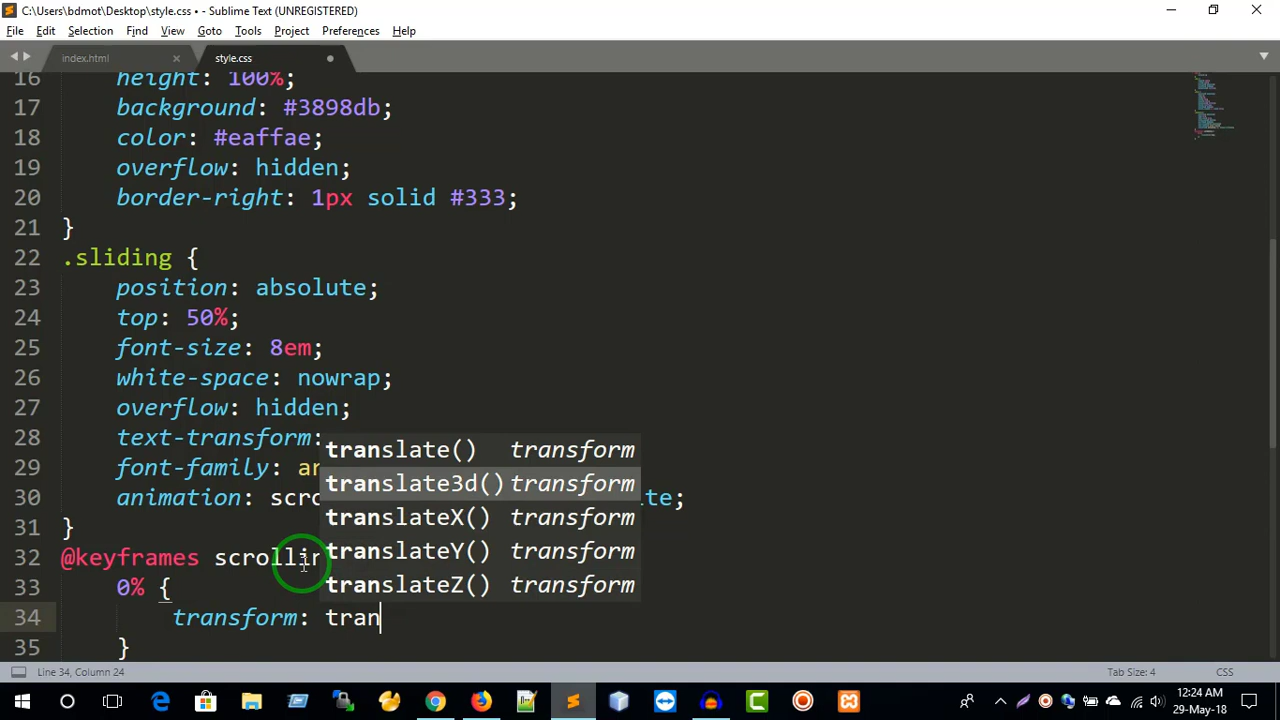 C:\Users\bdmot\Desktop\style.css • - Sublime Text (UNREGISTERED)
File Edit Selection Find View Goto Tools Project Preferences Help
index.html style.css
16 height: 100%;
17 background: #3898db;
18 color: #eaffae;
19 overflow: hidden;
20 border-right: 1px solid #333;
21 }
22 .sliding {
23 position: absolute;
24 top: 50%;
25 font-size: 8em;
26 white-space: nowrap;
27 overflow: hidden;
28 text-transform:
translate() transform
29 font-family: ar
translate3d() transform
30 animation: scro te;
translateX() transform
31 }
translateY() transform
32 @keyframes scrollin
translateZ() transform
33 0% {
34 transform: tran
35 }
Line 34, Column 24 Tab Size: 4 CSS
12:24 AM
29-May-18